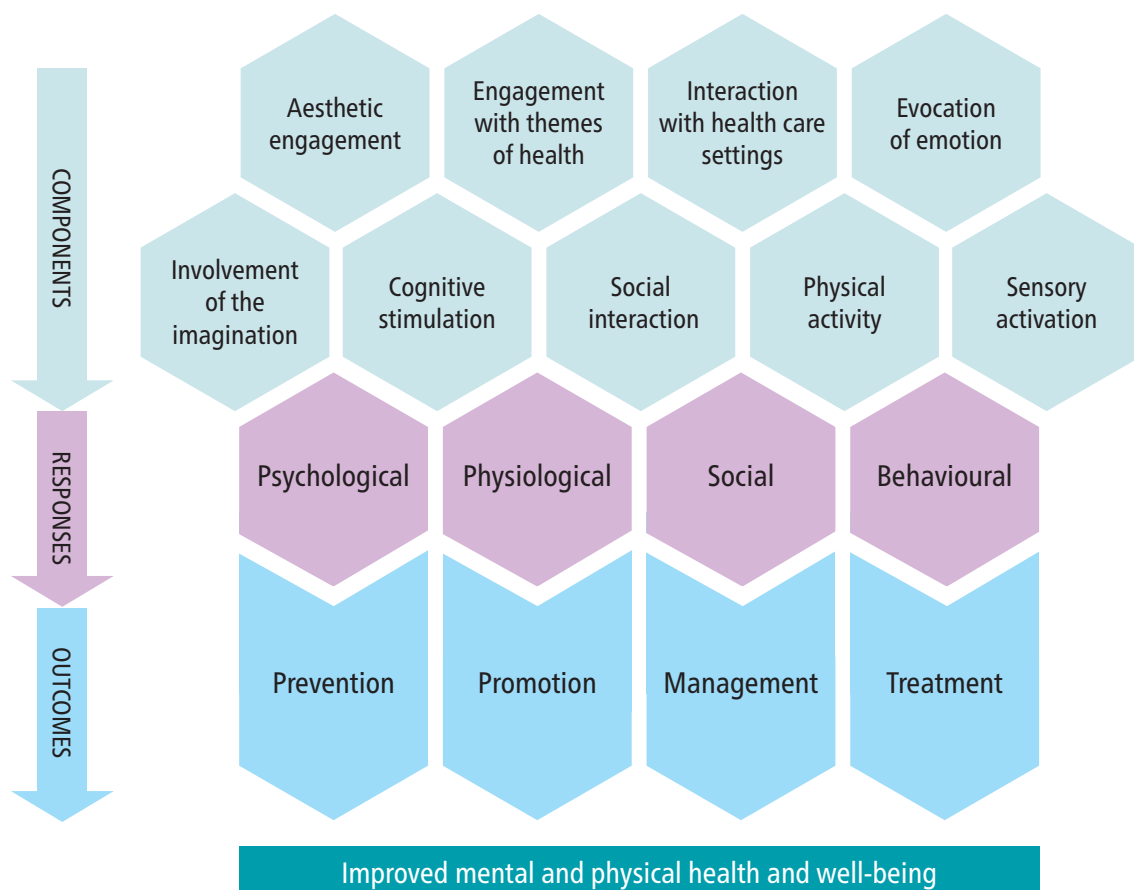 COMPONENTS
Aesthetic
engagement
Engagement
with themes
of health
Interaction
with health care
settings
Evocation
of emotion
Involvement
of the
imagination
Cognitive
stimulation
Social
interaction
Physical
activity
Sensory
activation
RESPONSES
Psychological
Physiological
Social
Behavioural
OUTCOMES
Prevention
Promotion
Management
Treatment
Improved mental and physical health and well-being